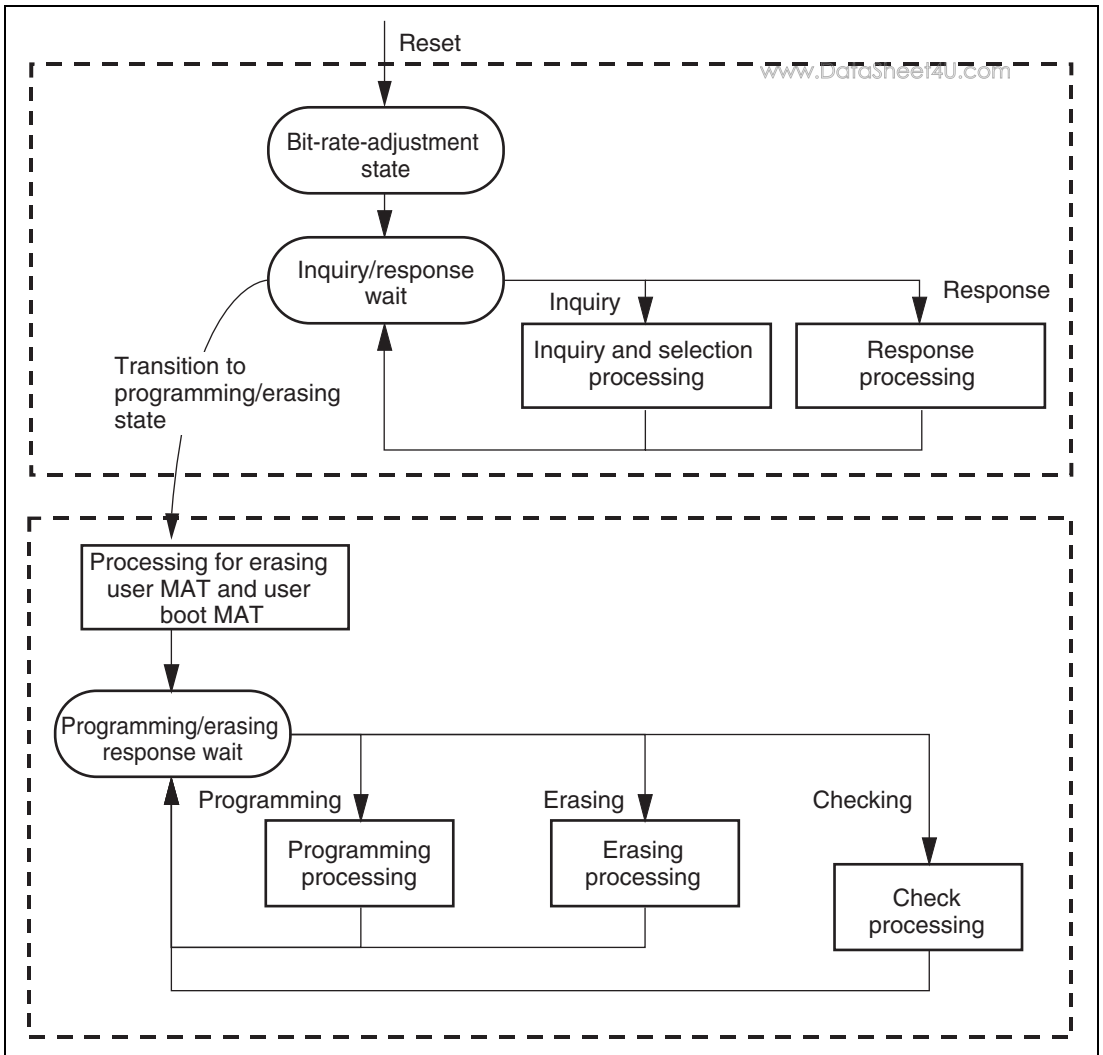 Reset
www.DataSheet4U.com
Bit-rate-adjustment
state
Inquiry/response
wait
Inquiry
Response
Inquiry and selection
processing
Response
processing
Transition to
programming/erasing
state
Processing for erasing
user MAT and user
boot MAT
Programming/erasing
response wait
Programming
Erasing
Checking
Programming
processing
Erasing
processing
Check
processing